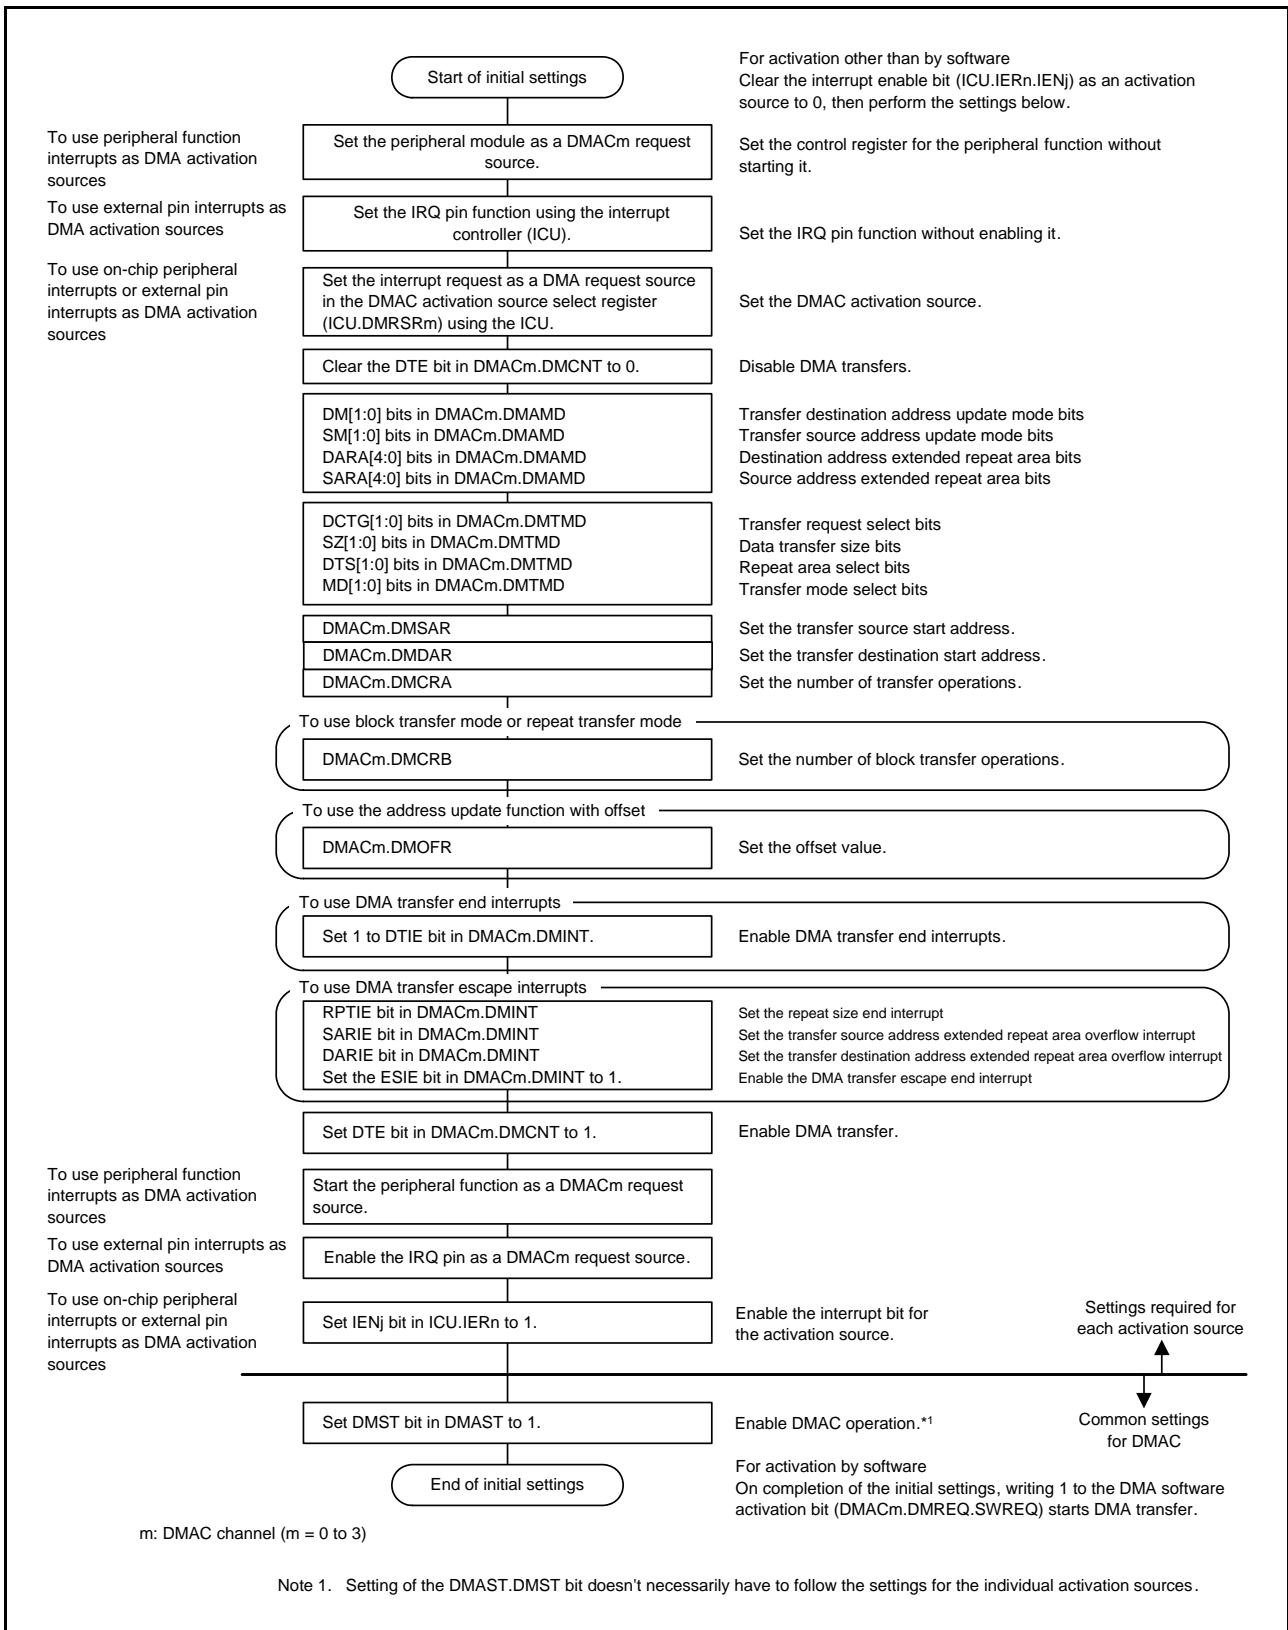 Start of initial settings
For activation other than by software
Clear the interrupt enable bit (ICU.IERn.IENj) as an activation
source to 0, then perform the settings below.
To use peripheral function
interrupts as DMA activation
sources
Set the peripheral module as a DMACm request
source.
Set the control register for the peripheral function without
starting it.
To use external pin interrupts as
DMA activation sources
Set the IRQ pin function using the interrupt
controller (ICU).
Set the IRQ pin function without enabling it.
To use on-chip peripheral
interrupts or external pin
interrupts as DMA activation
sources
Set the interrupt request as a DMA request source
in the DMAC activation source select register
(ICU.DMRSRm) using the ICU.
Set the DMAC activation source.
Clear the DTE bit in DMACm.DMCNT to 0.
Disable DMA transfers.
DM[1:0] bits in DMACm.DMAMD
SM[1:0] bits in DMACm.DMAMD
DARA[4:0] bits in DMACm.DMAMD
SARA[4:0] bits in DMACm.DMAMD
Transfer destination address update mode bits
Transfer source address update mode bits
Destination address extended repeat area bits
Source address extended repeat area bits
DCTG[1:0] bits in DMACm.DMTMD
SZ[1:0] bits in DMACm.DMTMD
DTS[1:0] bits in DMACm.DMTMD
MD[1:0] bits in DMACm.DMTMD
Transfer request select bits
Data transfer size bits
Repeat area select bits
Transfer mode select bits
DMACm.DMSAR
Set the transfer source start address.
DMACm.DMDAR
Set the transfer destination start address.
DMACm.DMCRA
Set the number of transfer operations.
To use block transfer mode or repeat transfer mode
DMACm.DMCRB
Set the number of block transfer operations.
To use the address update function with offset
DMACm.DMOFR
Set the offset value.
To use DMA transfer end interrupts
Set 1 to DTIE bit in DMACm.DMINT.
Enable DMA transfer end interrupts.
To use DMA transfer escape interrupts
RPTIE bit in DMACm.DMINT
SARIE bit in DMACm.DMINT
DARIE bit in DMACm.DMINT
Set the ESIE bit in DMACm.DMINT to 1.
Set the repeat size end interrupt
Set the transfer source address extended repeat area overflow interrupt
Set the transfer destination address extended repeat area overflow interrupt
Enable the DMA transfer escape end interrupt
Set DTE bit in DMACm.DMCNT to 1.
Enable DMA transfer.
To use peripheral function
interrupts as DMA activation
sources
Start the peripheral function as a DMACm request
source.
To use external pin interrupts as
DMA activation sources
Enable the IRQ pin as a DMACm request source.
To use on-chip peripheral
interrupts or external pin
interrupts as DMA activation
sources
Set IENj bit in ICU.IERn to 1.
Enable the interrupt bit for
the activation source.
Settings required for
each activation source
Set DMST bit in DMAST to 1.
Enable DMAC operation.*1
Common settings
for DMAC
End of initial settings
For activation by software
On completion of the initial settings, writing 1 to the DMA software
activation bit (DMACm.DMREQ.SWREQ) starts DMA transfer.
m: DMAC channel (m = 0 to 3)
Note 1. Setting of the DMAST.DMST bit doesn't necessarily have to follow the settings for the individual activation sources.